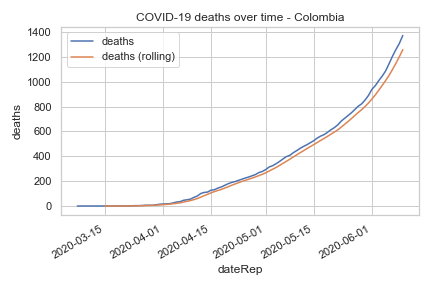 COVID-19 deaths over time - Colombia
deaths
deaths (rolling)
deaths
1400
1200
1000
800
600
400
200
0
2020-03-15
2020-04-01
2020-04-15
2020-05-01
2020-05-15
2020-06-01
dateRep